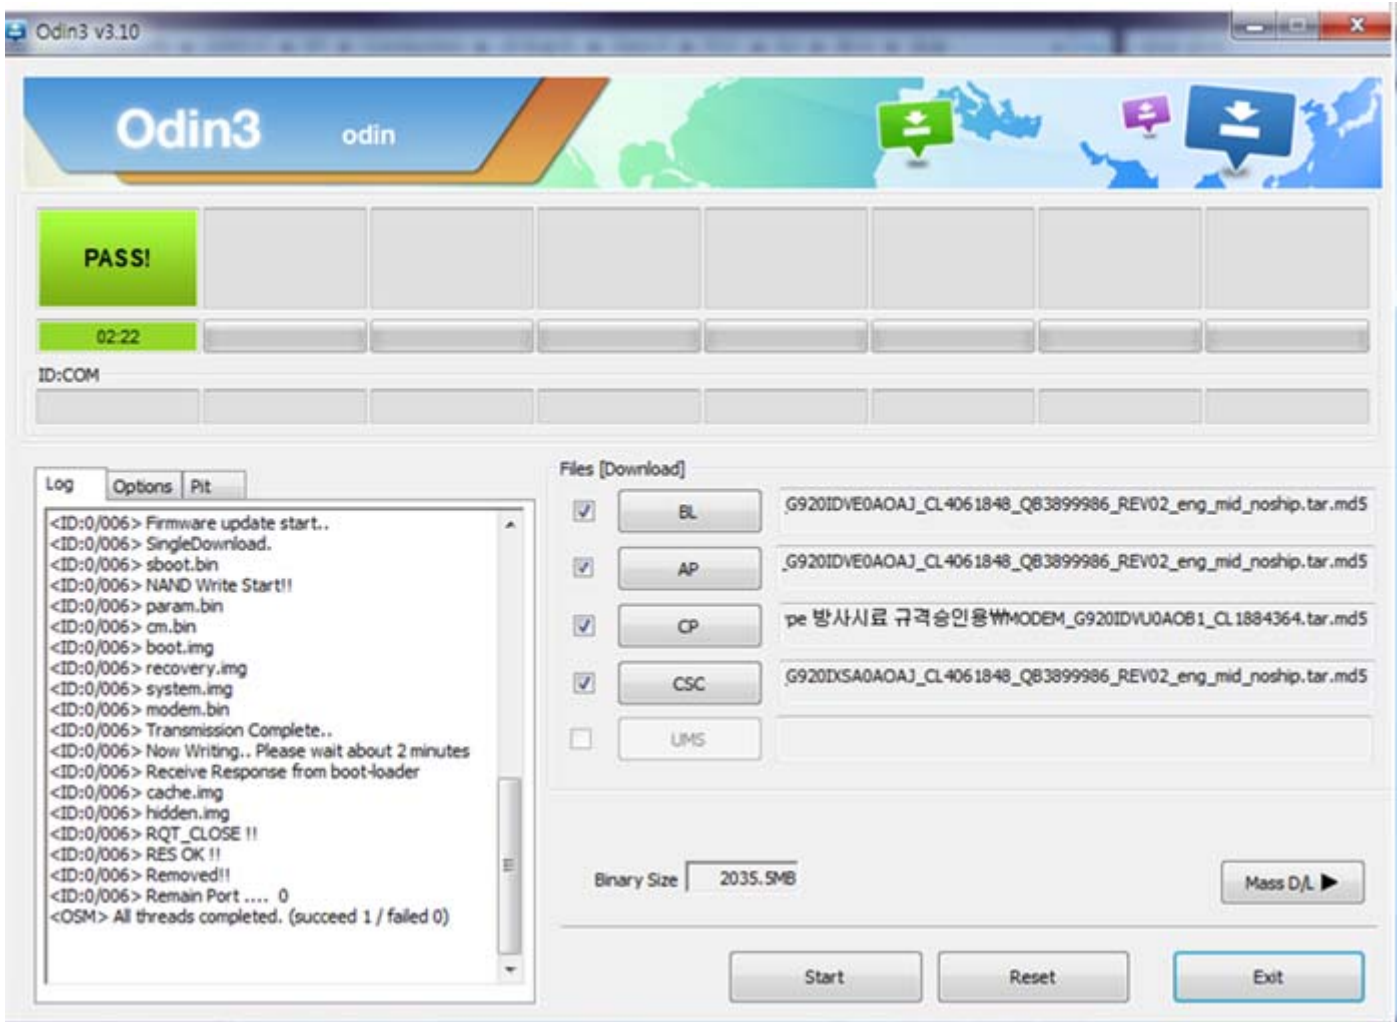 Odin3 v3.10
Odin3 odin
PASS!
02:22
ID:COM
Log Options Pit
<ID:0/006> Firmware update start..
<ID:0/006> SingleDownload.
<ID:0/006> sboot.bin
<ID:0/006> NAND Write Start!!
<ID:0/006> param.bin
<ID:0/006> cm.bin
<ID:0/006> boot.img
<ID:0/006> recovery.img
<ID:0/006> system.img
<ID:0/006> modem.bin
<ID:0/006> Transmission Complete..
<ID:0/006> Now Writing.. Please wait about 2 minutes
<ID:0/006> Receive Response from boot-loader
<ID:0/006> cache.img
<ID:0/006> hidden.img
<ID:0/006> RQT_CLOSE !!
<ID:0/006> RES OK !!
<ID:0/006> Removed!!
<ID:0/006> Remain Port .... 0
<OSM> All threads completed. (succeed 1 / failed 0)
Files [Download]
BL G920IDVE0AOAJ_CL4061848_QB3899986_REV02_eng_mid_noship.tar.md5
AP _G920IDVE0AOAJ_CL4061848_QB3899986_REV02_eng_mid_noship.tar.md5
CP pe 방사시료 규격승인용₩MODEM_G920IDVU0AOB1_CL1884364.tar.md5
CSC G920IXSA0AOAJ_CL4061848_QB3899986_REV02_eng_mid_noship.tar.md5
UMS
Binary Size 2035.5MB
Mass D/L ▶
Start Reset Exit